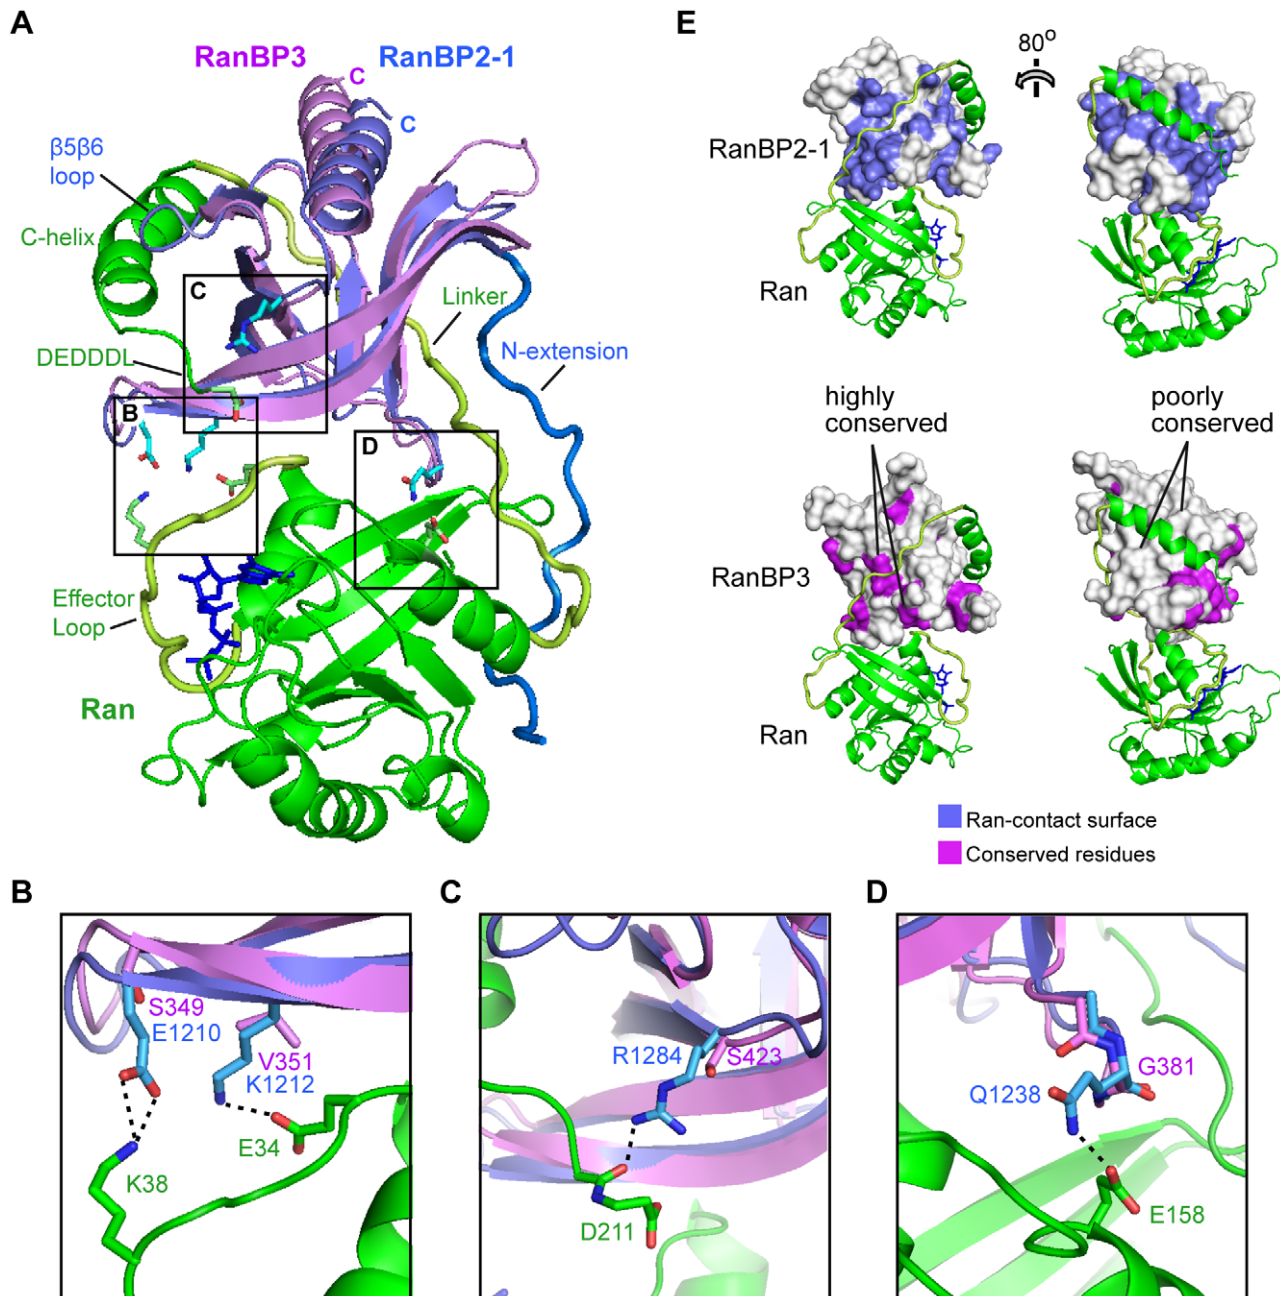 A
RanBP3 RanBP2-1
C
C
β5β6
loop
C-helix
C
Linker
DEDDDL
N-extension
B
D
Effector
Loop
Ran
E
80o
RanBP2-1
Ran
highly
conserved
poorly
conserved
RanBP3
Ran
Ran-contact surface
Conserved residues
B
S349
E1210
V351
K1212
E34
K38
C
R1284
S423
D211
D
G381
Q1238
E158